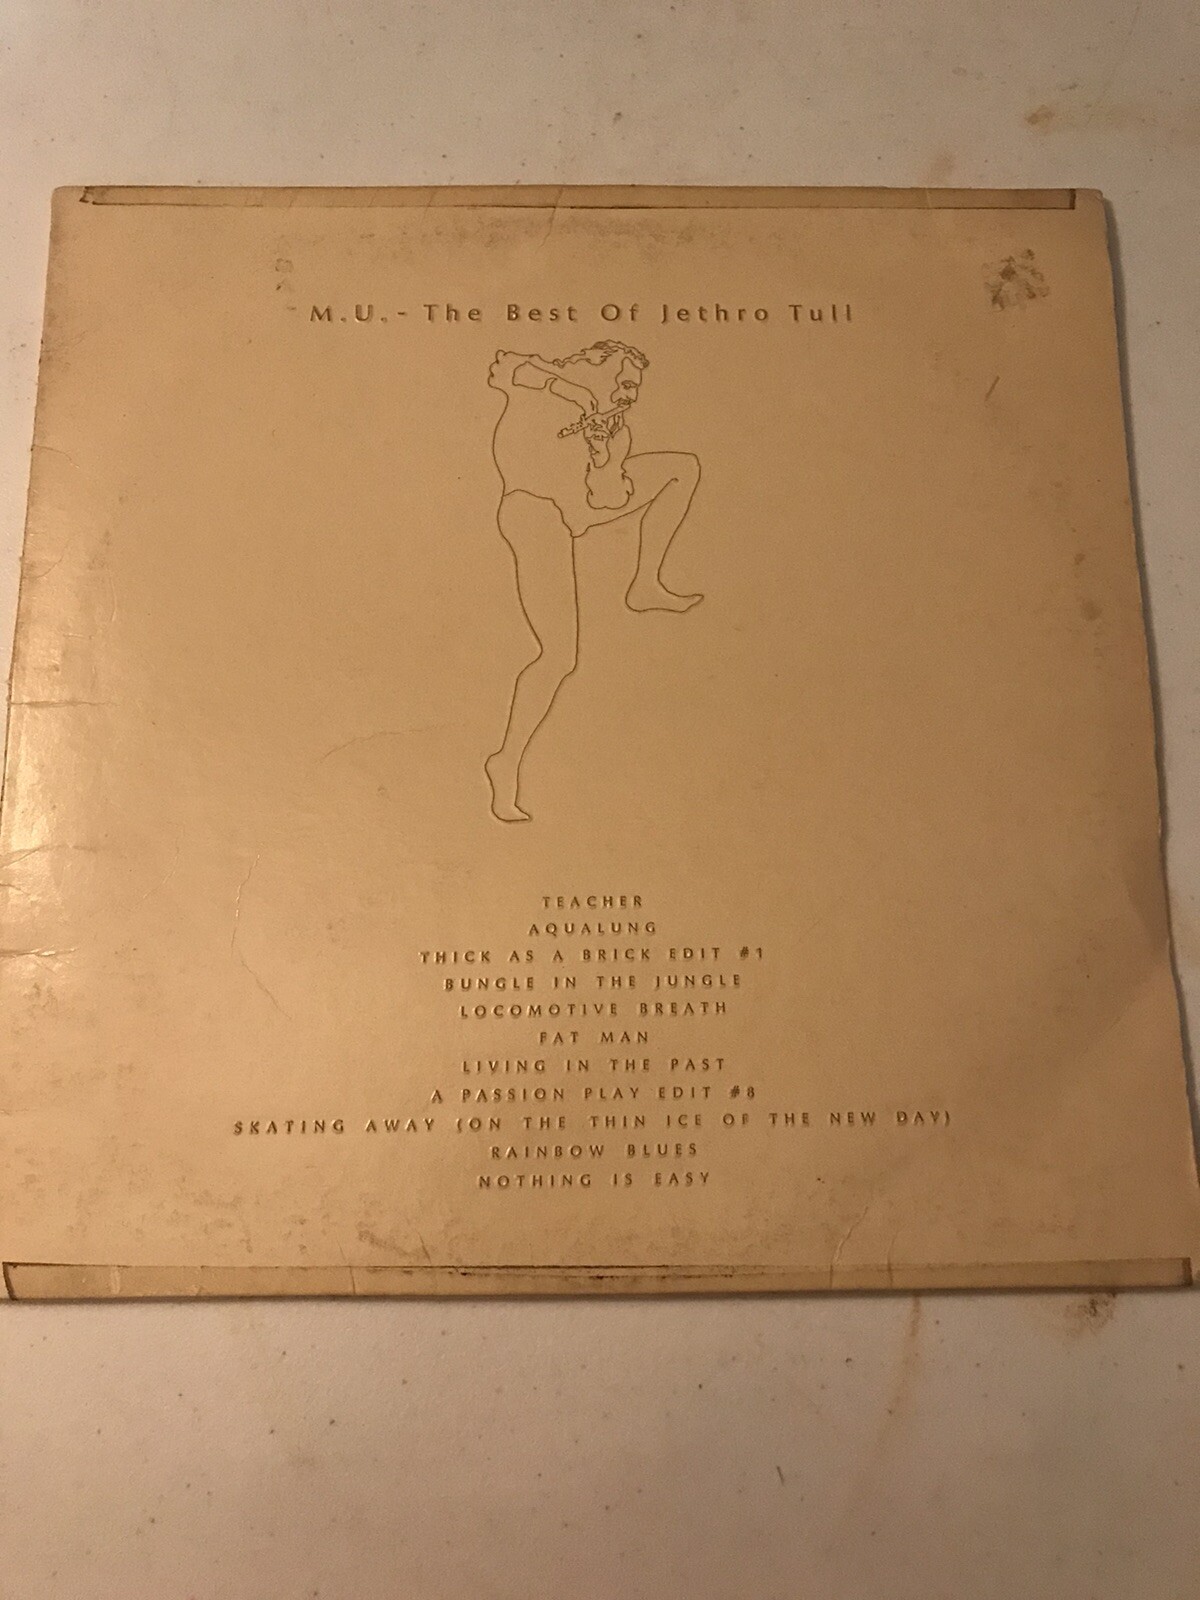 M.U.- The Best Of Jethro Tull
TEACHER
AQUALUNG
THICK AS A BRICK EDIT #1
BUNGLE IN THE JUNGLE
LOCOMOTIVE BREATH
FAT MAN
LIVING IN THE PAST
A PASSION PLAY EDIT #8
SKATING AWAY (ON THE THIN ICE OF THE NEW DAY)
RAINBOW BLUES
NOTHING IS EASY